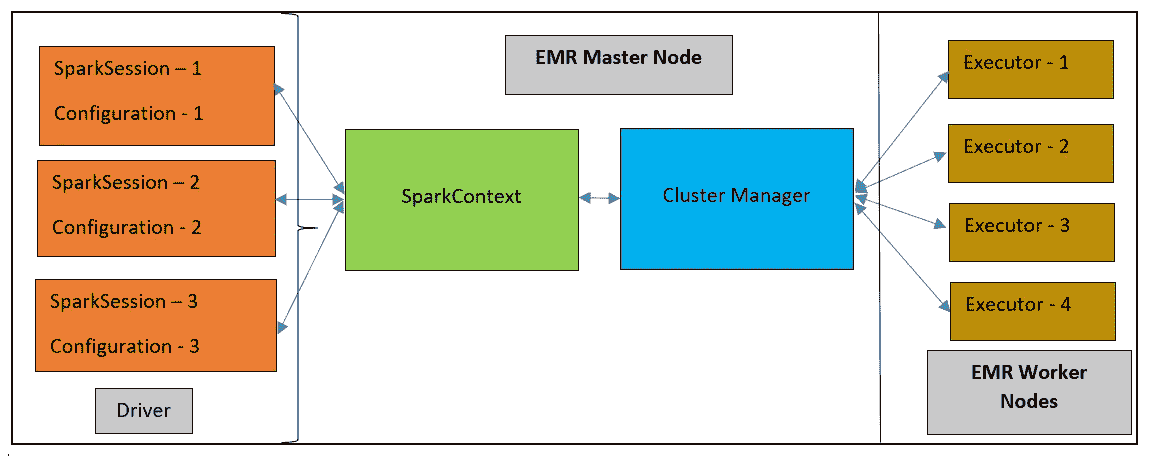 SparkSession – 1
Configuration - 1
SparkSession – 2
Configuration - 2
SparkSession – 3
Configuration - 3
Driver
EMR Master Node
SparkContext
Cluster Manager
Executor - 1
Executor - 2
Executor - 3
Executor - 4
EMR Worker
Nodes